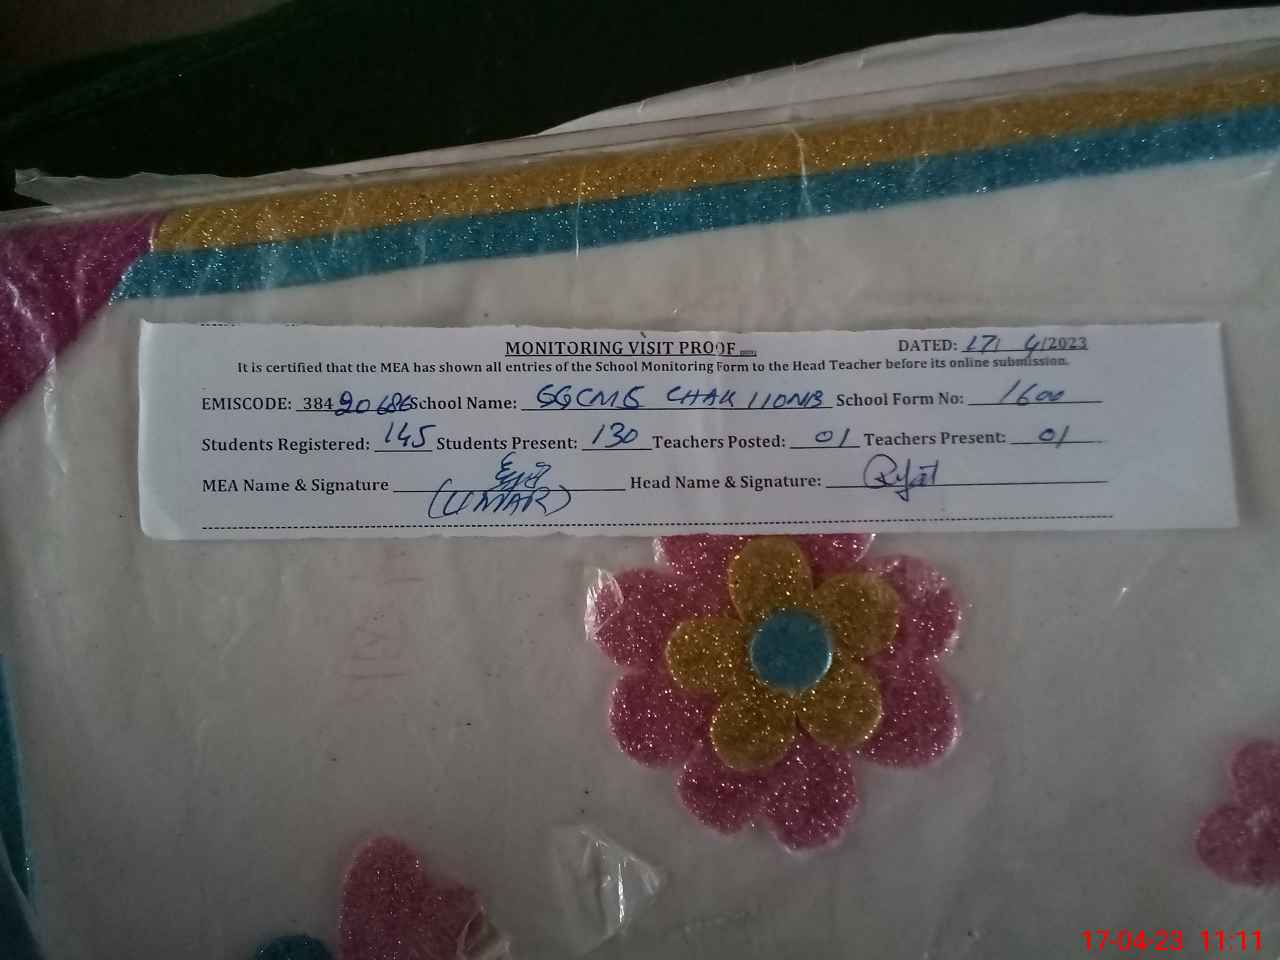 MONITORING VISIT PROOF
DATED: 17/ 4/2023
It is certified that the MEA has shown all entries of the School Monitoring Form to the Head Teacher before its online submission.
EMISCODE: 38420686 School Name: CHAK 110NB School Form No: 1600
Students Registered: 145 Students Present: 130 Teachers Posted: 01 Teachers Present: 01
MEA Name & Signature Head Name & Signature:
(UMAR)
17-04-23 11:11